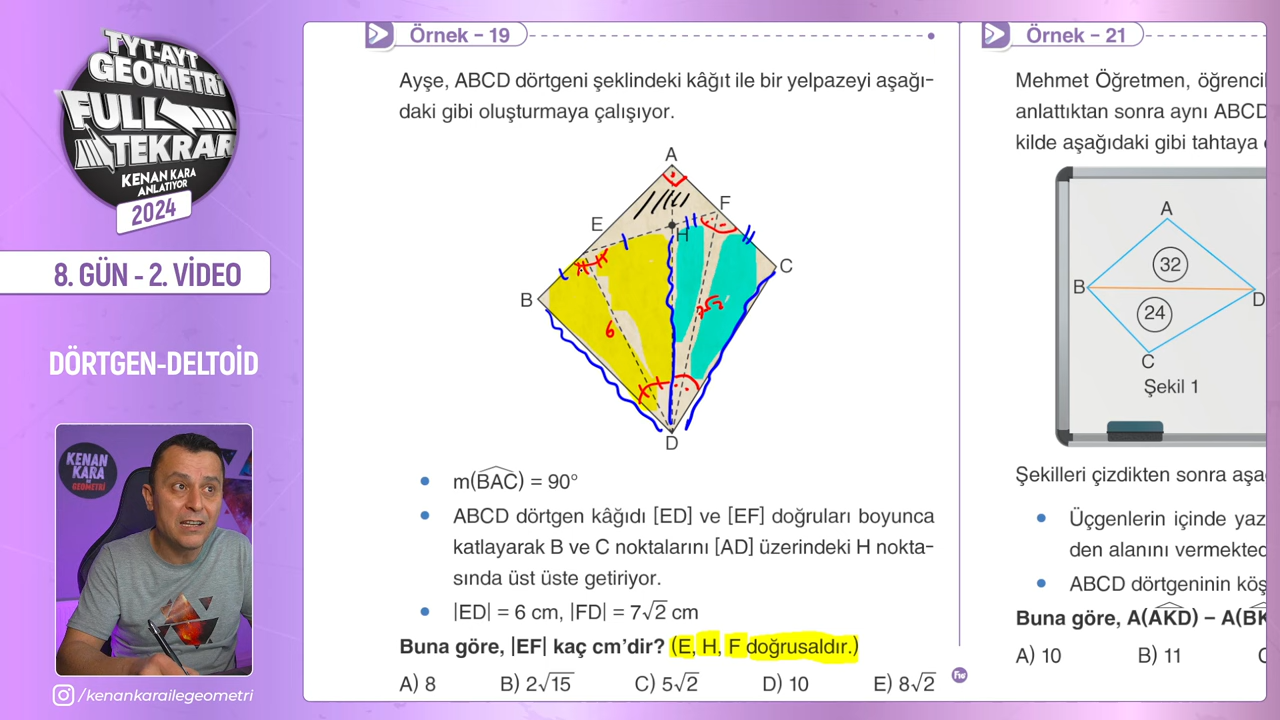 TYT-AYT
GEOMETRİ
FULL
TEKRAR
KENAN KARA
ANLATIYOR
2024
8. GÜN - 2. VİDEO
DÖRTGEN-DELTOİD
KENAN
KARA
GEOMETRİ
/kenankarailegeometri
Örnek – 19
Ayşe, ABCD dörtgeni şeklindeki kâğıt ile bir yelpazeyi aşağı-
daki gibi oluşturmaya çalışıyor.
A
F
E
H
C
B
6
D
• m(BAC) = 90°
• ABCD dörtgen kâğıdı [ED] ve [EF] doğruları boyunca
katlayarak B ve C noktalarını [AD] üzerindeki H nokta-
sında üst üste getiriyor.
• |ED| = 6 cm, |FD| = 7√2 cm
Buna göre, |EF| kaç cm'dir? (E, H, F doğrusaldır.)
A) 8 B) 2√15 C) 5√2 D) 10 E) 8√2
Örnek – 21
Mehmet Öğretmen, öğrenci
anlattıktan sonra aynı ABCD
kilde aşağıdaki gibi tahtaya
A
32
B
D
24
C
Şekil 1
Şekilleri çizdikten sonra aşa
• Üçgenlerin içinde yaz
den alanını vermekted
• ABCD dörtgeninin köş
Buna göre, A(AKD) – A(BK
A) 10 B) 11